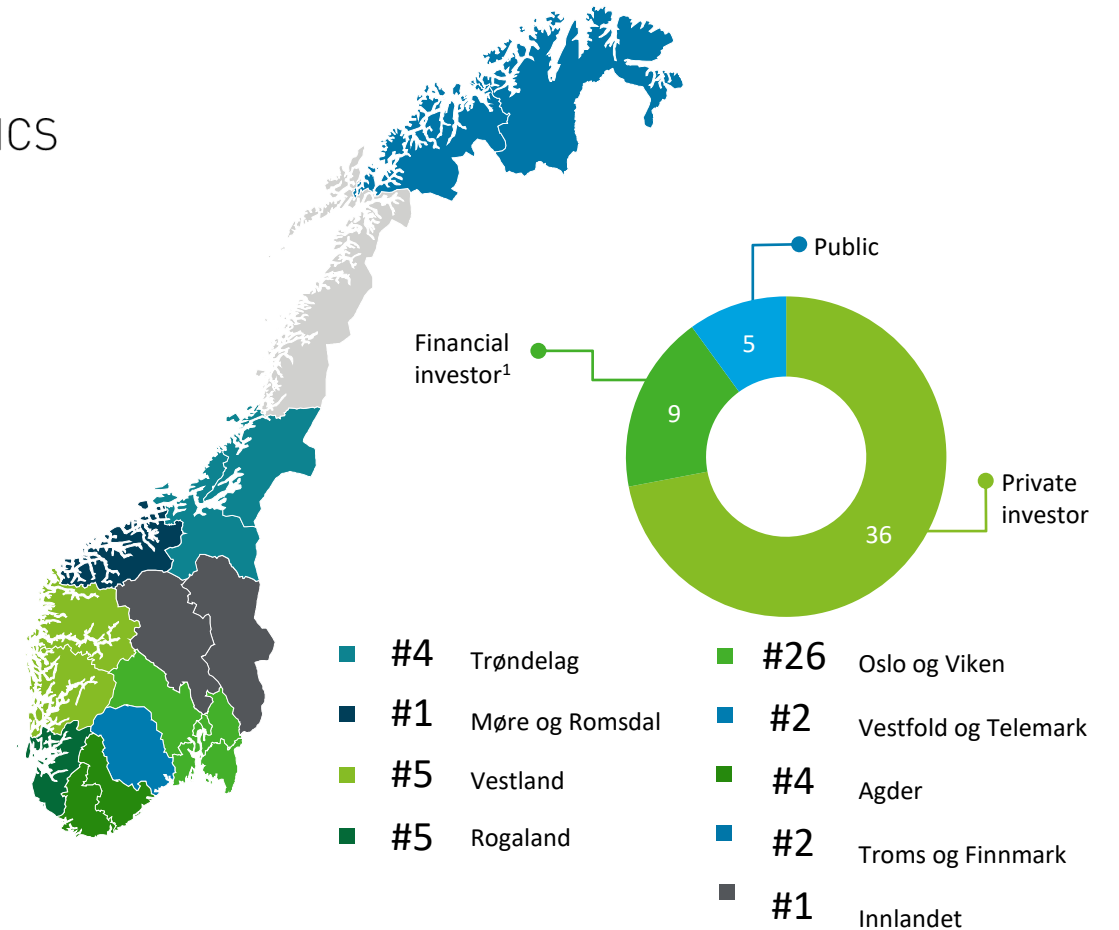 ICS
Public
Financial
investor1
5
9
Private
investor
36
#4 Trøndelag
#1 Møre og Romsdal
#5 Vestland
#5 Rogaland
#26 Oslo og Viken
#2 Vestfold og Telemark
#4 Agder
#2 Troms og Finnmark
#1 Innlandet